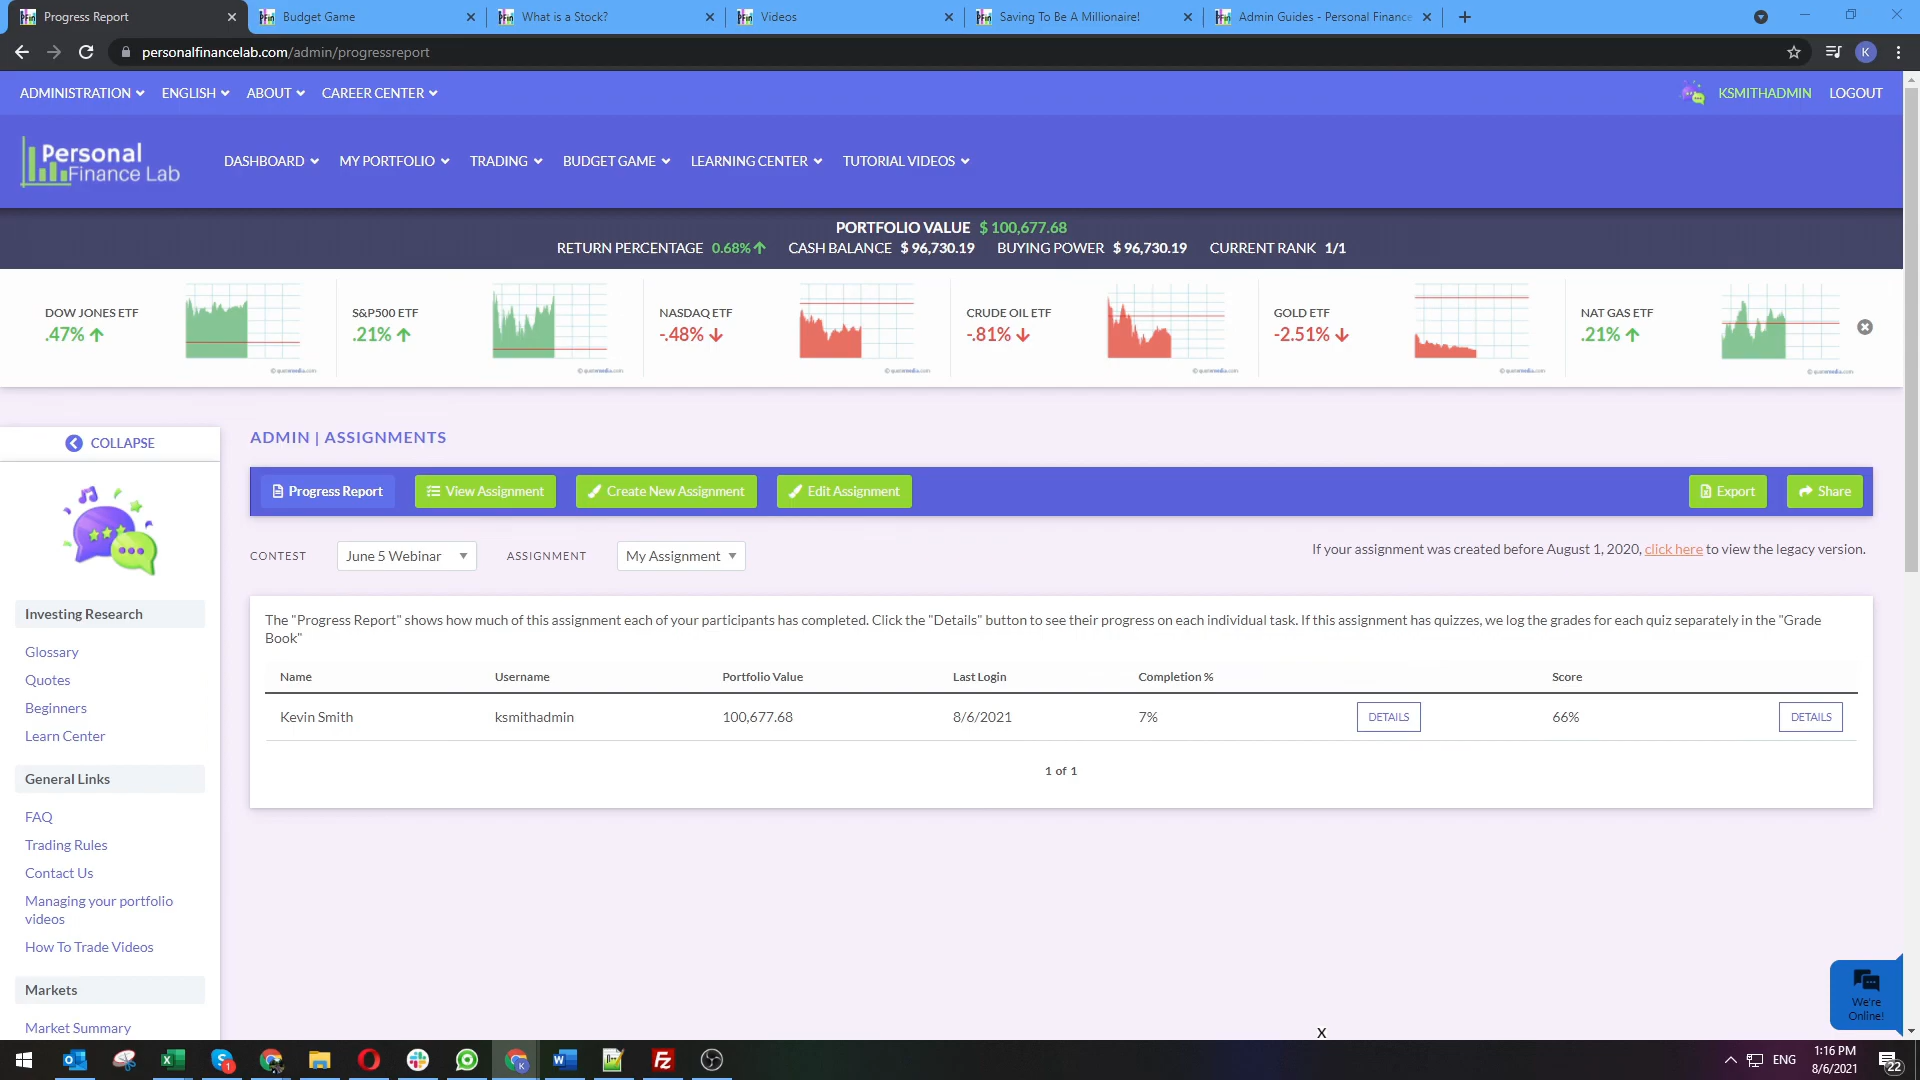 Progress Report
Budget Game
What is a Stock?
Videos
Saving To Be A Millionaire!
Admin Guides - Personal Finance
personalfinancelab.com/admin/progressreport
K
ADMINISTRATION ENGLISH ABOUT CAREER CENTER
KSMITHADMIN LOGOUT
Personal
Finance Lab
DASHBOARD MY PORTFOLIO TRADING BUDGET GAME LEARNING CENTER TUTORIAL VIDEOS
PORTFOLIO VALUE $ 100,677.68
RETURN PERCENTAGE 0.68% CASH BALANCE $ 96,730.19 BUYING POWER $ 96,730.19 CURRENT RANK 1/1
DOW JONES ETF
.47%
S&P500 ETF
.21%
NASDAQ ETF
-.48%
CRUDE OIL ETF
-.81%
GOLD ETF
-2.51%
NAT GAS ETF
.21%
COLLAPSE
ADMIN | ASSIGNMENTS
Progress Report View Assignment Create New Assignment Edit Assignment Export Share
CONTEST June 5 Webinar ASSIGNMENT My Assignment
If your assignment was created before August 1, 2020, click here to view the legacy version.
The "Progress Report" shows how much of this assignment each of your participants has completed. Click the "Details" button to see their progress on each individual task. If this assignment has quizzes, we log the grades for each quiz separately in the "Grade
Book"
Name Username Portfolio Value Last Login Completion % Score
Kevin Smith ksmithadmin 100,677.68 8/6/2021 7% DETAILS 66% DETAILS
1 of 1
Investing Research
Glossary
Quotes
Beginners
Learn Center
General Links
FAQ
Trading Rules
Contact Us
Managing your portfolio
videos
How To Trade Videos
Markets
Market Summary
We're
Online!
X
ENG
1:16 PM
8/6/2021
22